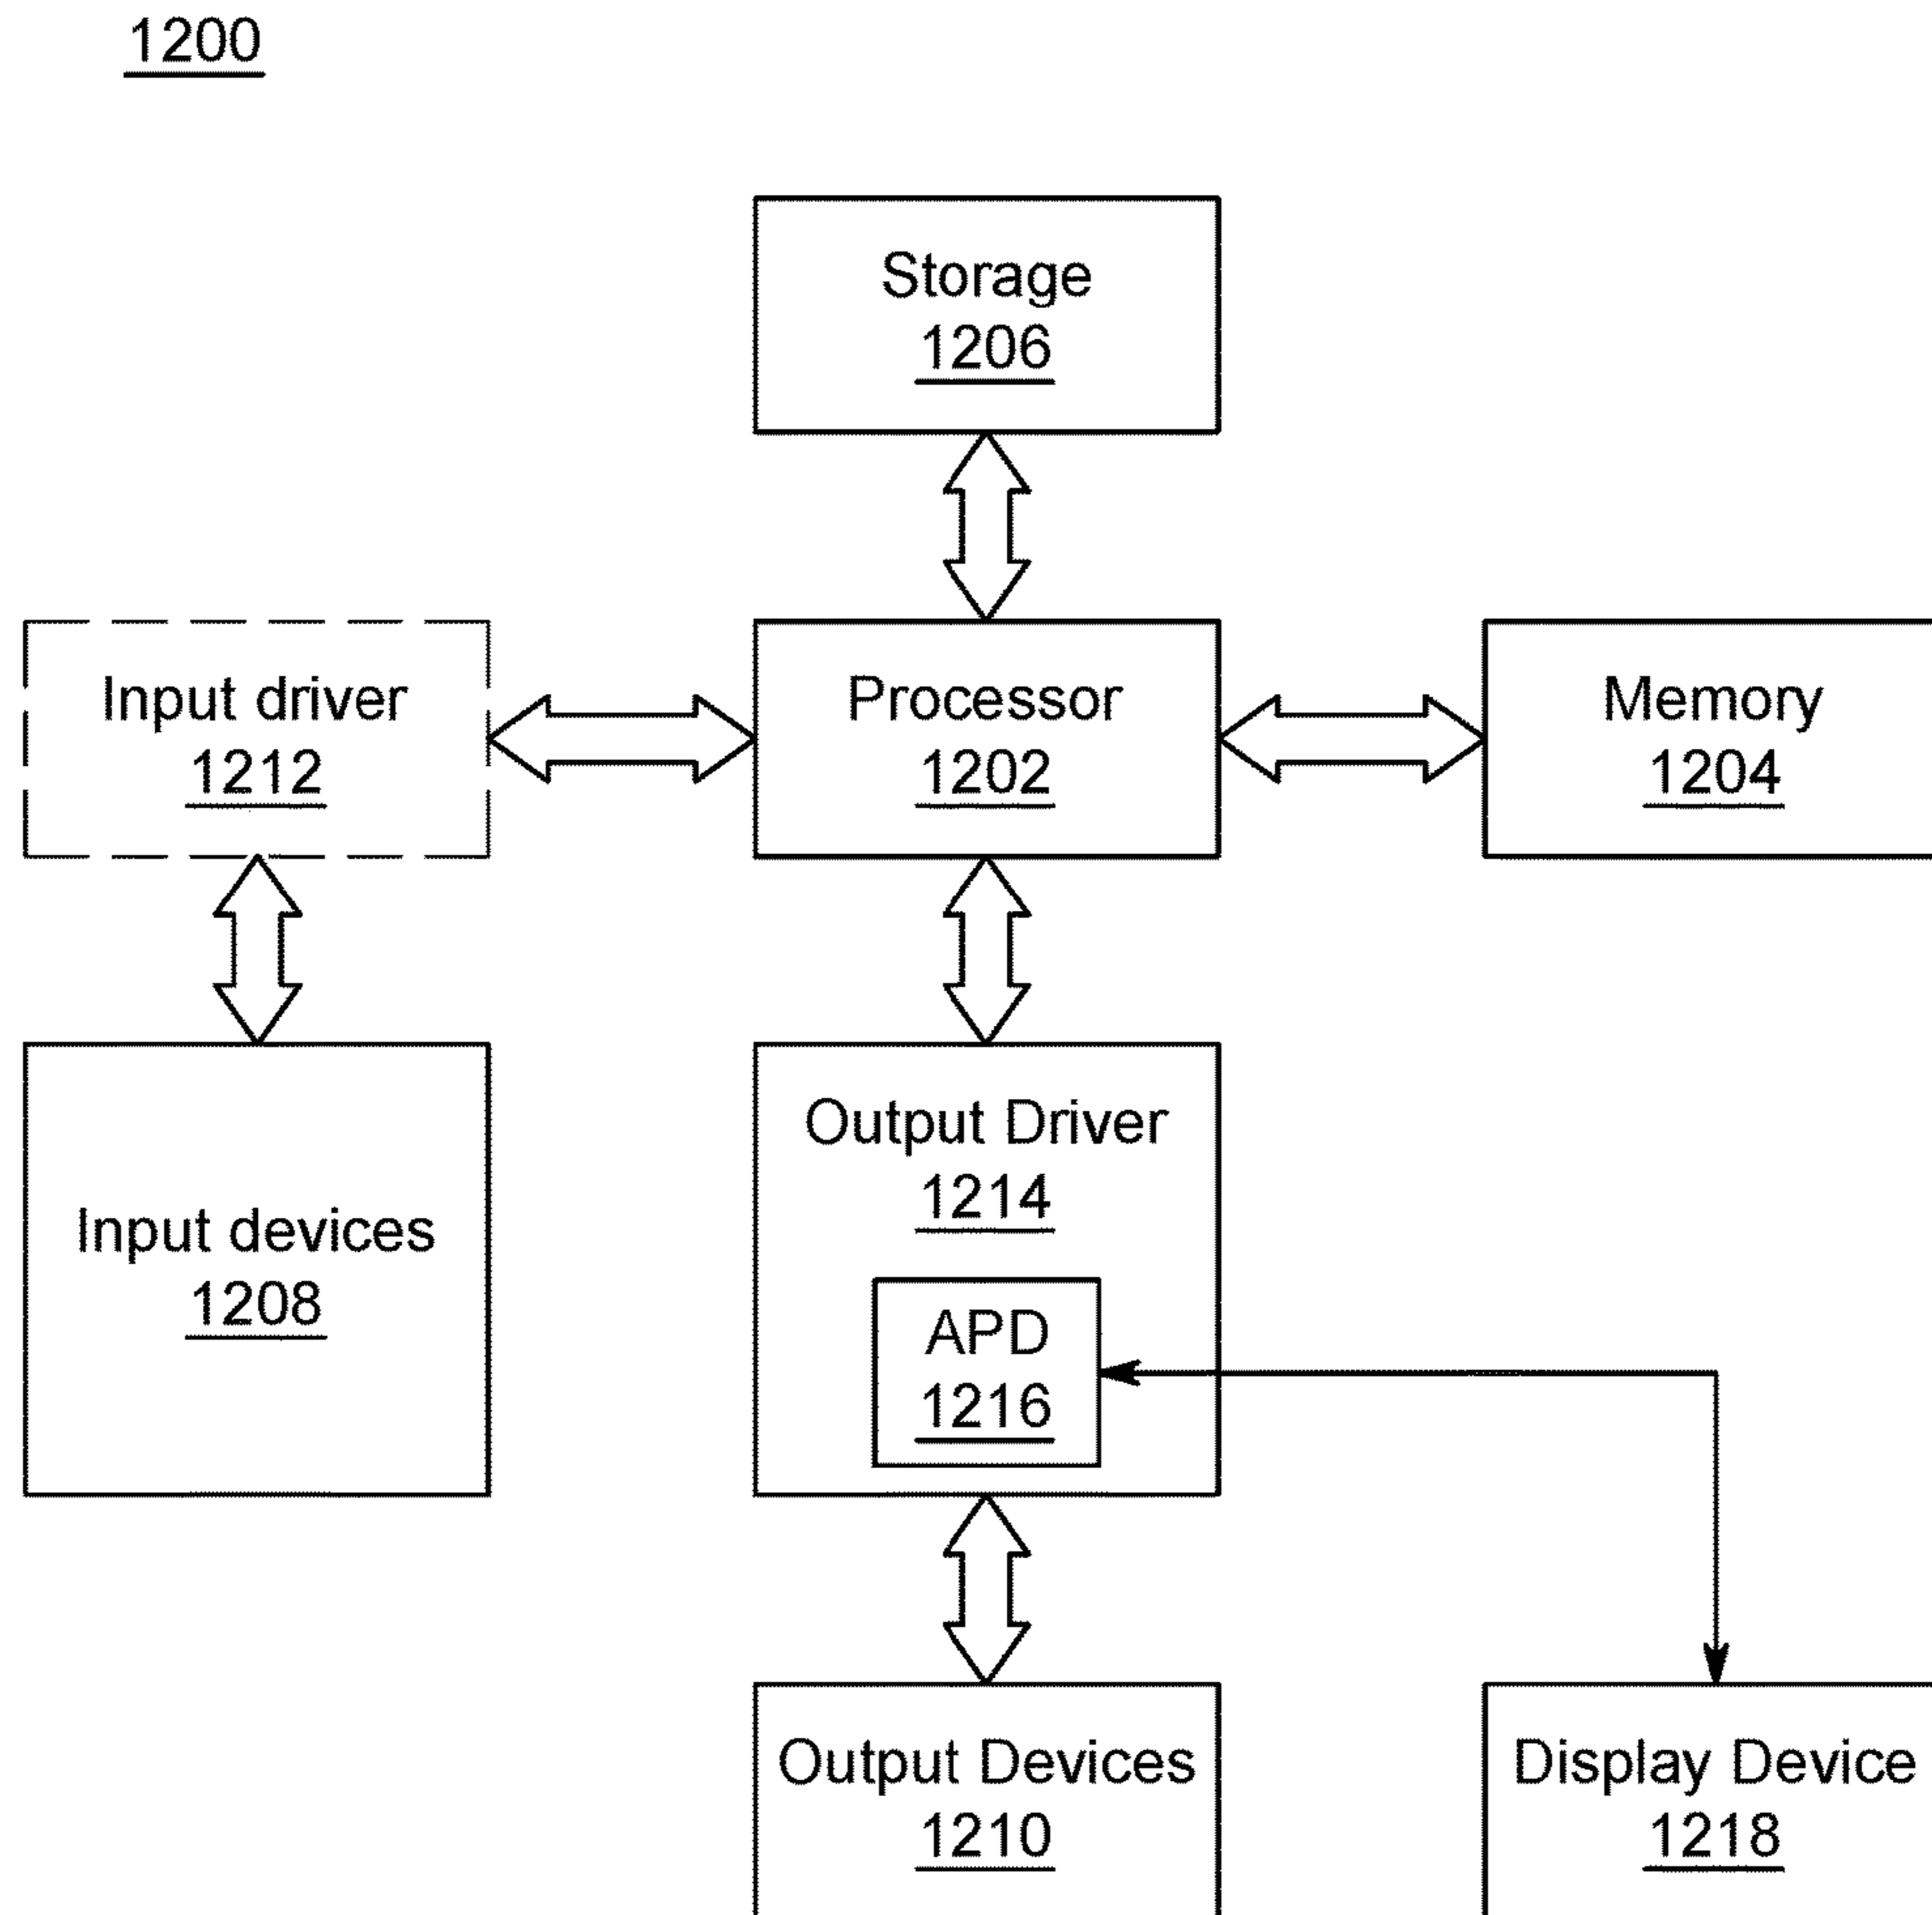 1200
Storage
1206
Input driver
1212
Processor
1202
Memory
1204
Input devices
1208
Output Driver
1214
APD
1216
Output Devices
1210
Display Device
1218